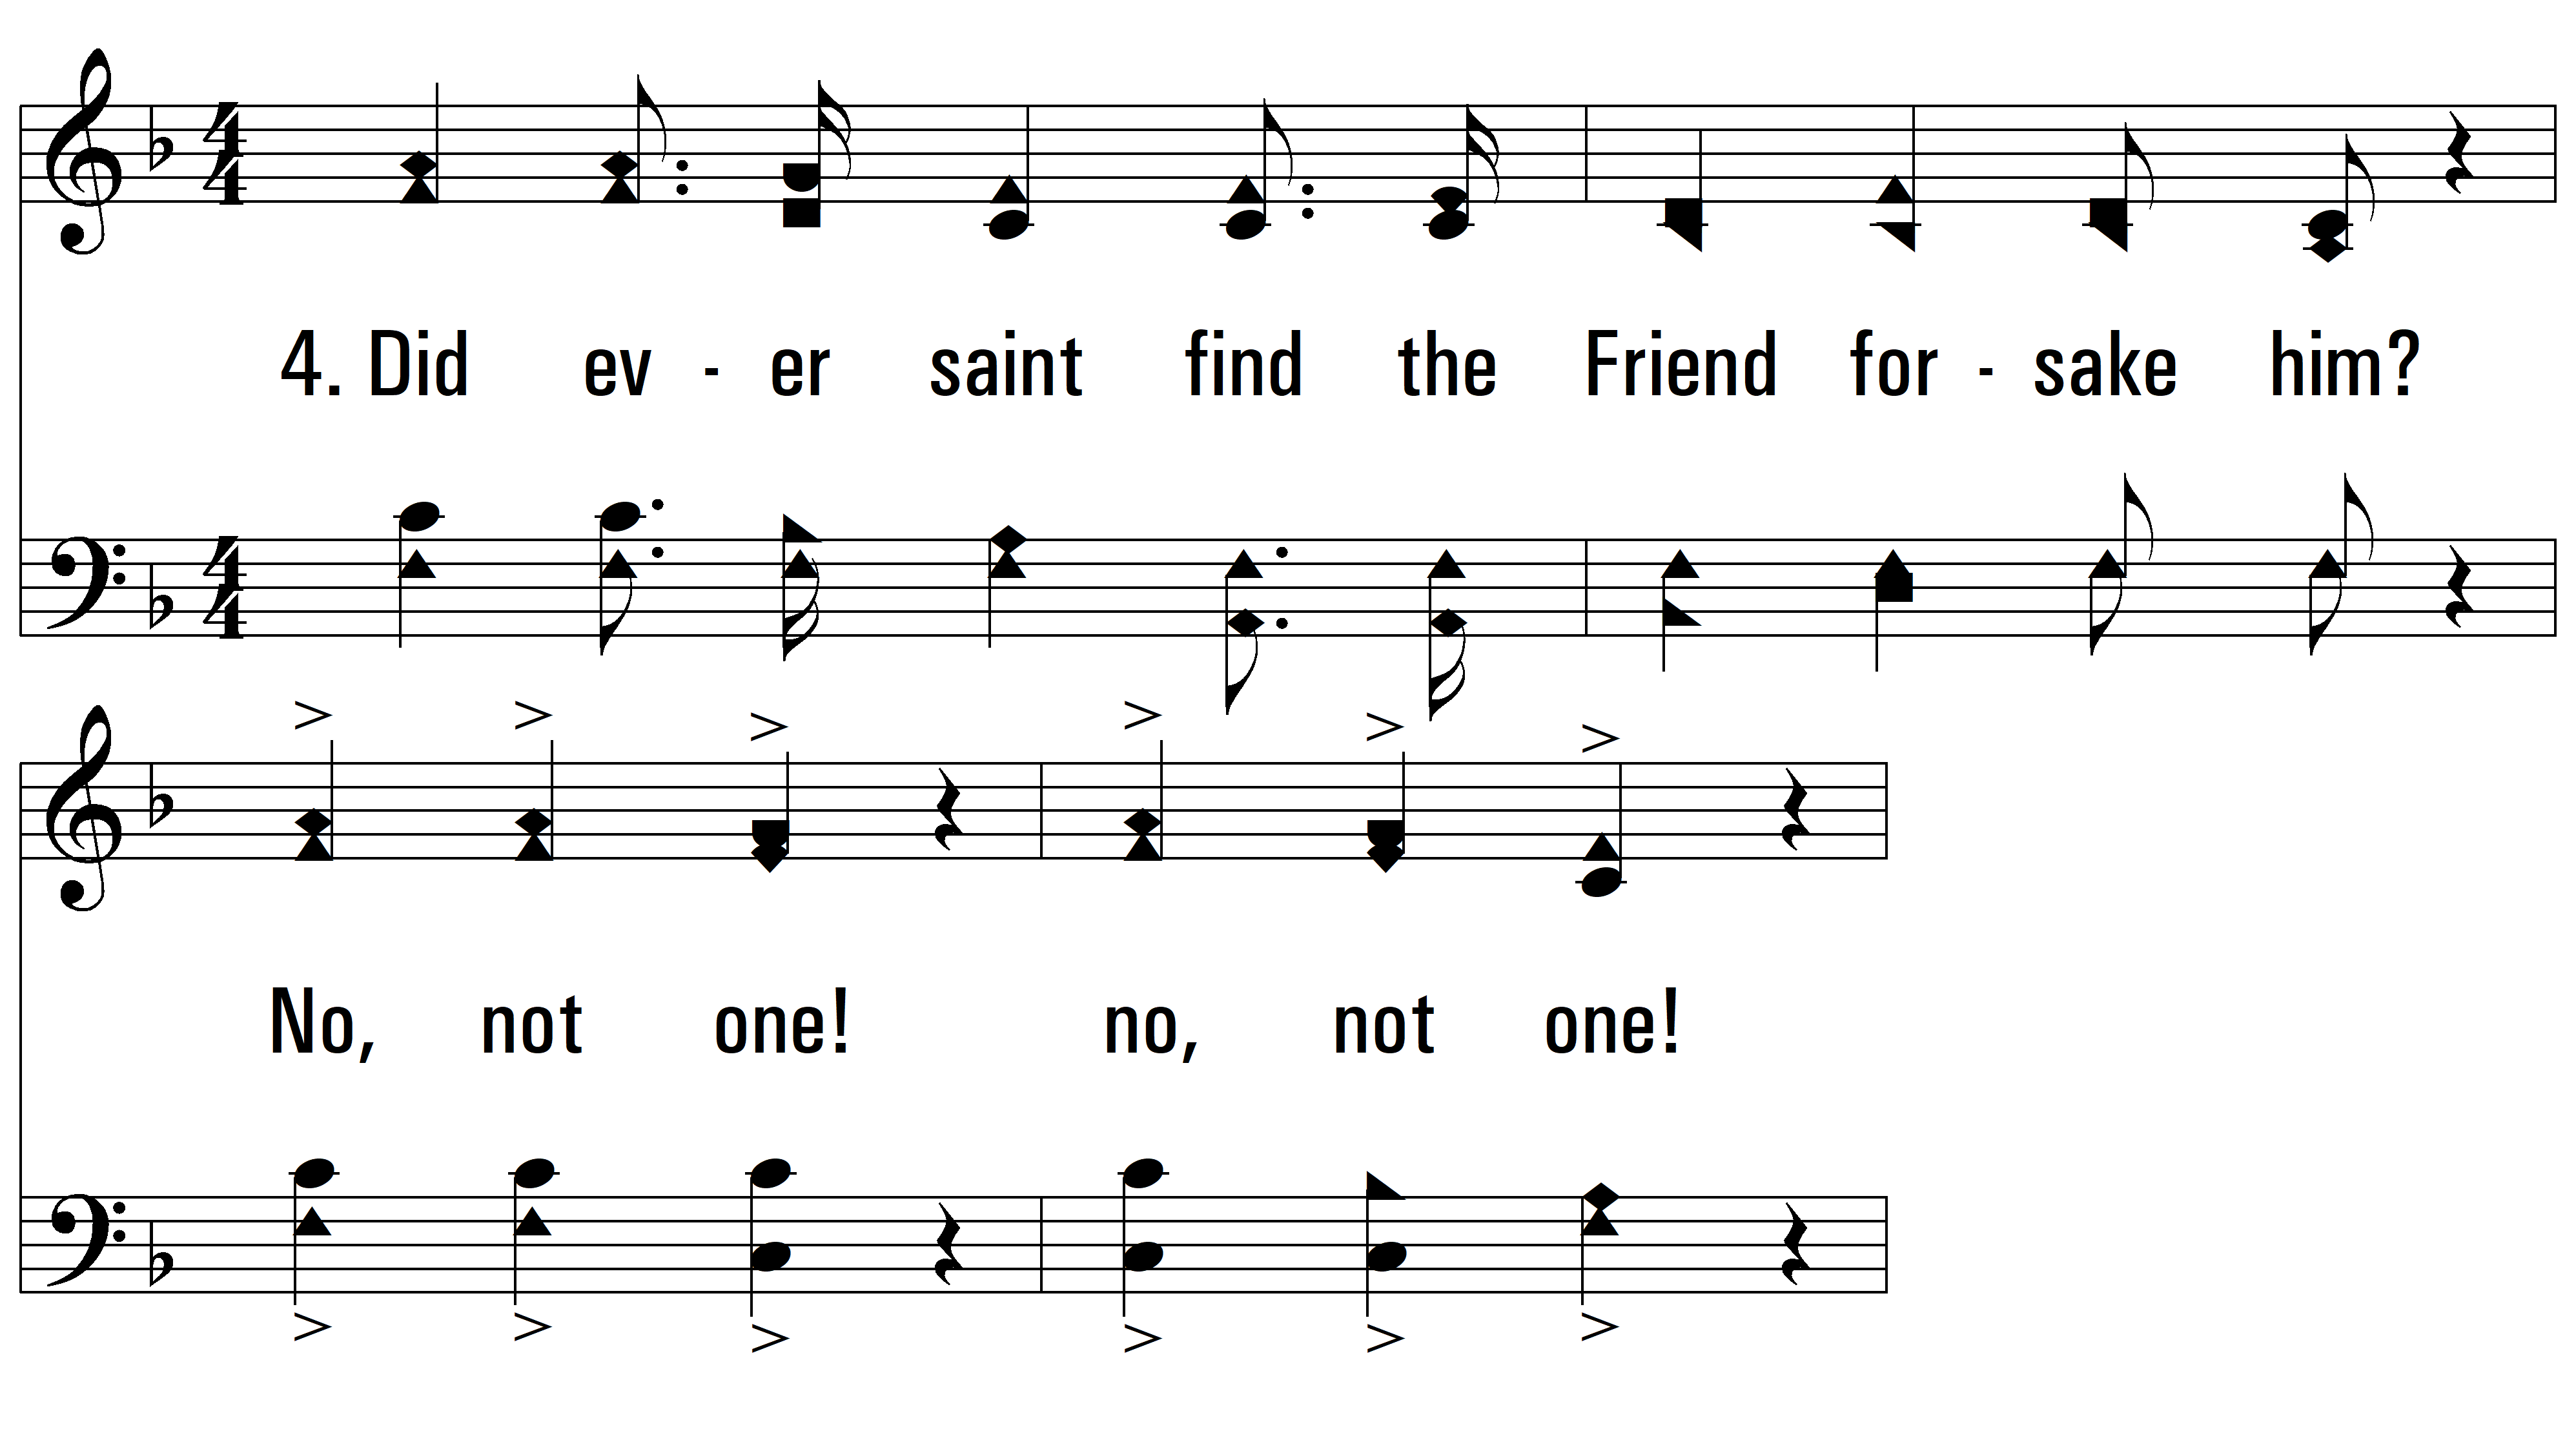 4. Did ev - er saint find the Friend for - sake him?
No, not one! no, not one!